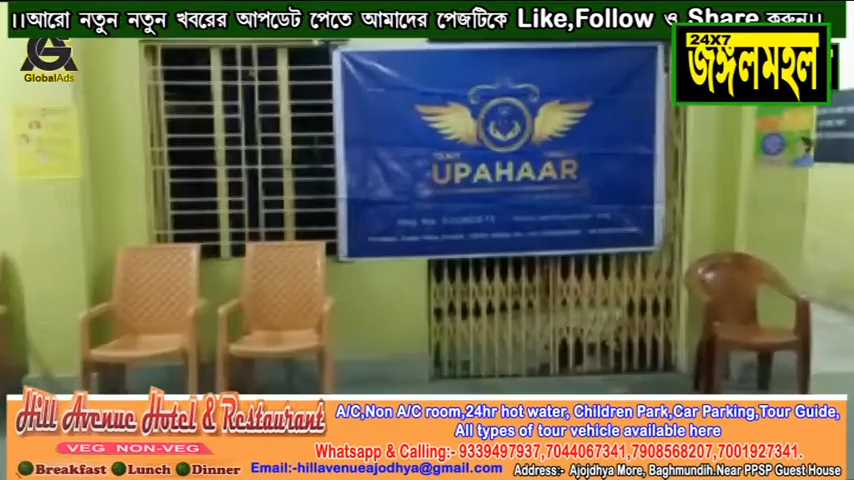 ।।আরো নতুন নতুন খবরের আপডেট পেতে আমাদের পেজটিকে Like,Follow ও Share করুন।।
24X7
জঙ্গলমহল
GlobalAds
TEAM
UPAHAAR
Hill Avenue Hotel & Restaurant
VEG NON-VEG
Breakfast Lunch Dinner
A/C,Non A/C room,24hr hot water, Children Park,Car Parking,Tour Guide,
All types of tour vehicle available here
Whatsapp & Calling:- 9339497937,7044067341,7908568207,7001927341.
Email:-hillavenueajodhya@gmail.com
Address:- Ajojdhya More, Baghmundih.Near PPSP Guest House